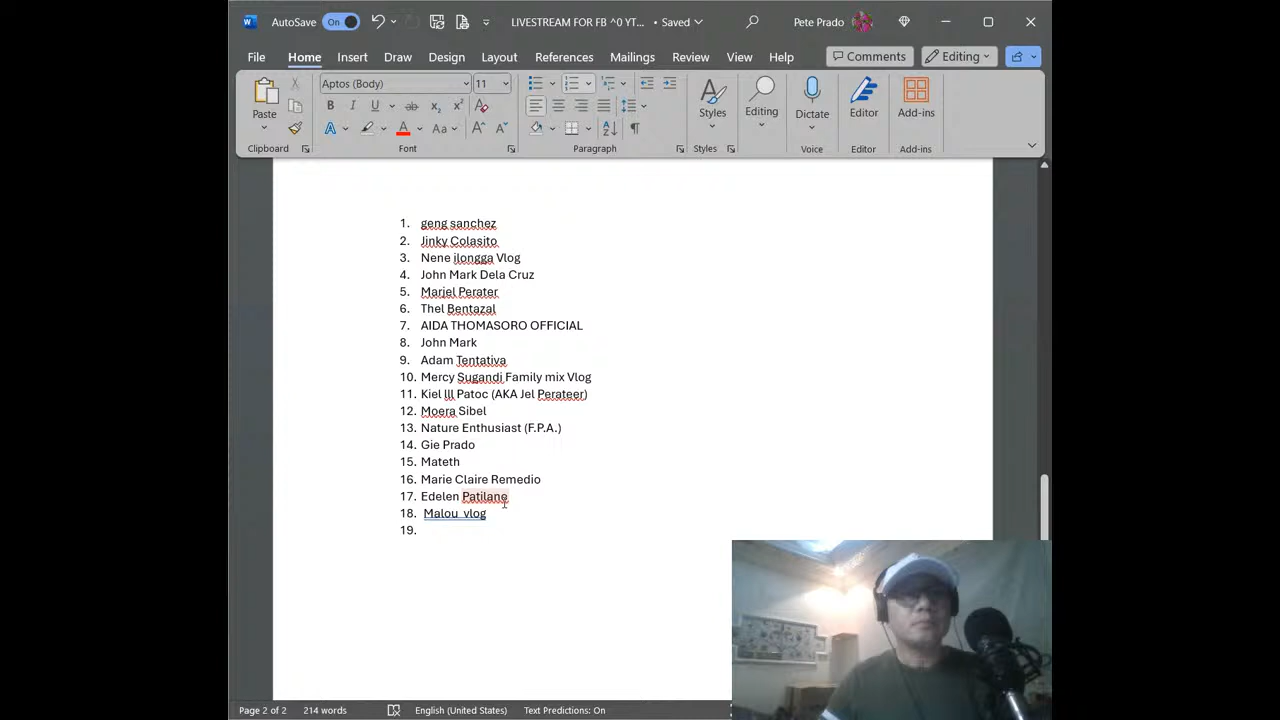 AutoSave On LIVESTREAM FOR FB ^0 YT... • Saved Pete Prado
File Home Insert Draw Design Layout References Mailings Review View Help Comments Editing
Aptos (Body) 11
Paste Styles Editing Dictate Editor Add-ins
Clipboard Font Paragraph Styles Voice Editor Add-ins
1. geng sanchez
2. Jinky Colasito
3. Nene ilongga Vlog
4. John Mark Dela Cruz
5. Marjel Perater
6. Thel Bentazal
7. AIDA THOMASORO OFFICIAL
8. John Mark
9. Adam Tentativa
10. Mercy Sugandi Family mix Vlog
11. Kiel lll Patoc (AKA Jel Perateer)
12. Moera Sibel
13. Nature Enthusiast (F.P.A.)
14. Gie Prado
15. Mateth
16. Marie Claire Remedio
17. Edelen Patilane
18. Malou vlog
19.
Page 2 of 2 214 words English (United States) Text Predictions: On